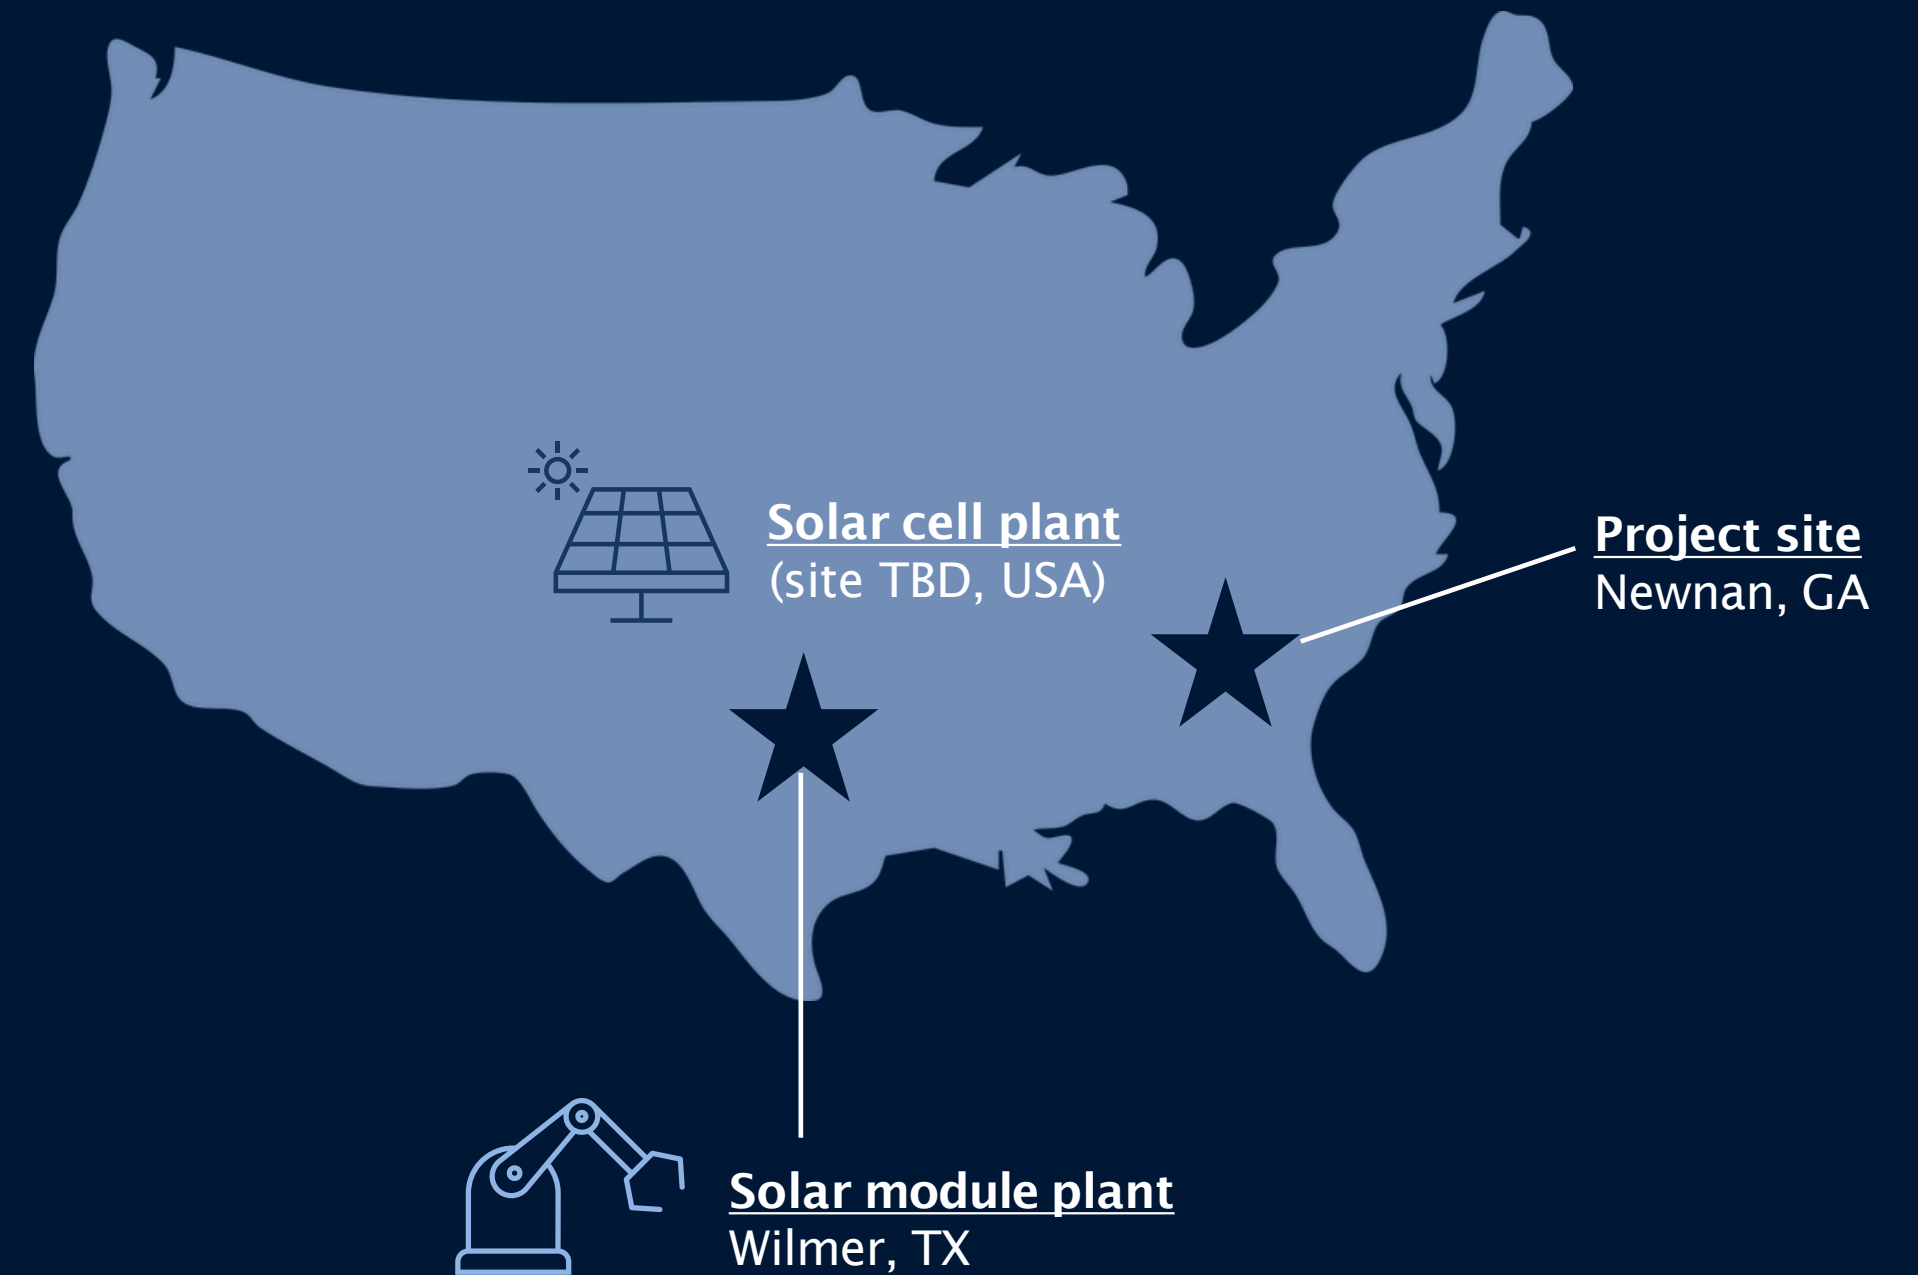 Solar cell plant
(site TBD, USA)
Project site
Newnan, GA
Solar module plant
Wilmer, TX